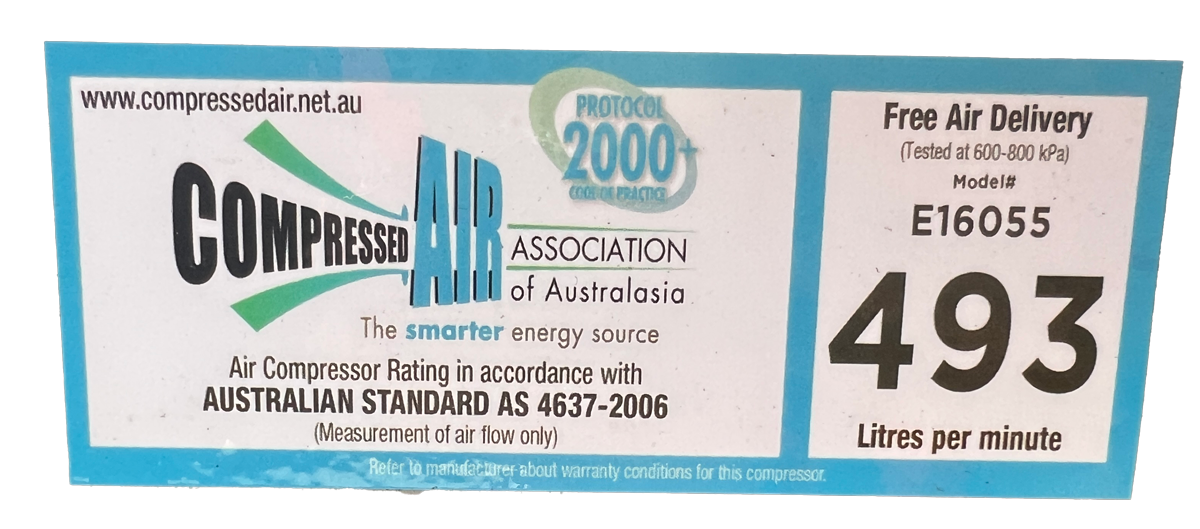 www.compressedair.net.au
PROTOCOL
2000+
CODE OF PRACTICE
COMPRESSED AIR ASSOCIATION
of Australasia
The smarter energy source
Air Compressor Rating in accordance with
AUSTRALIAN STANDARD AS 4637-2006
(Measurement of air flow only)
Refer to manufacturer about warranty conditions for this compressor.
Free Air Delivery
(Tested at 600-800 kPa)
Model#
E16055
493
Litres per minute